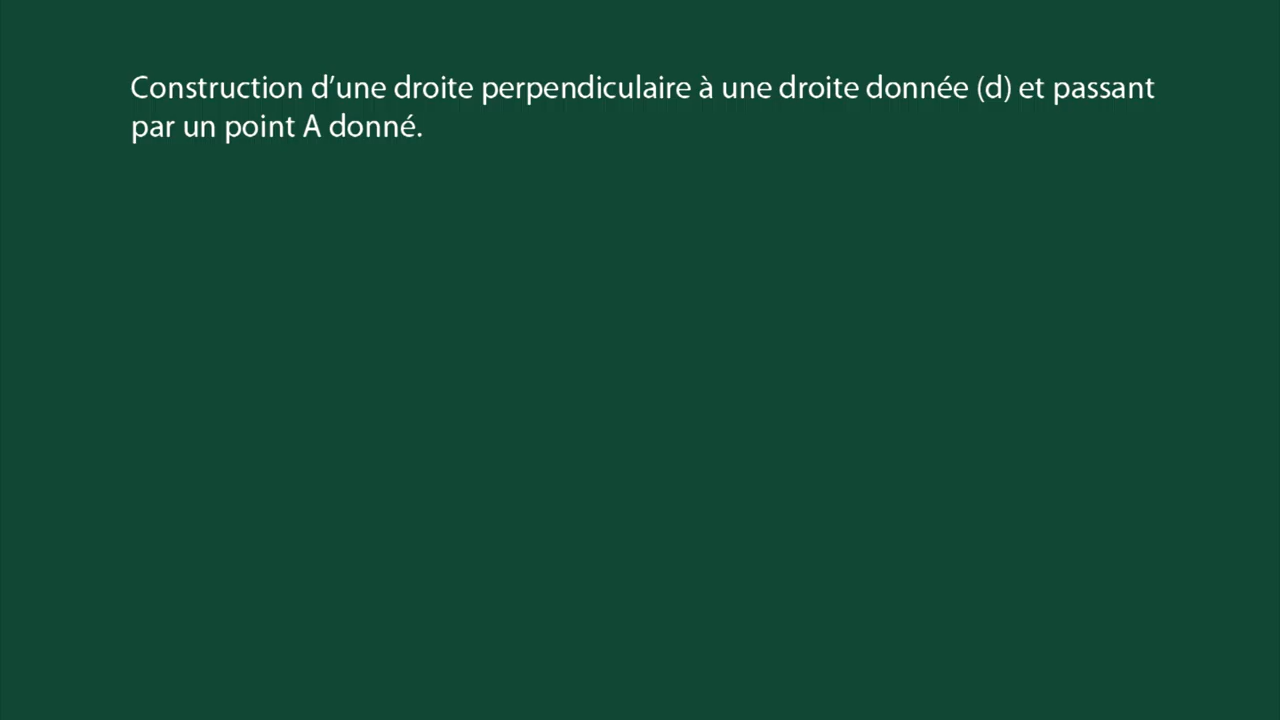 Construction d’une droite perpendiculaire à une droite donnée (d) et passant
par un point A donné.